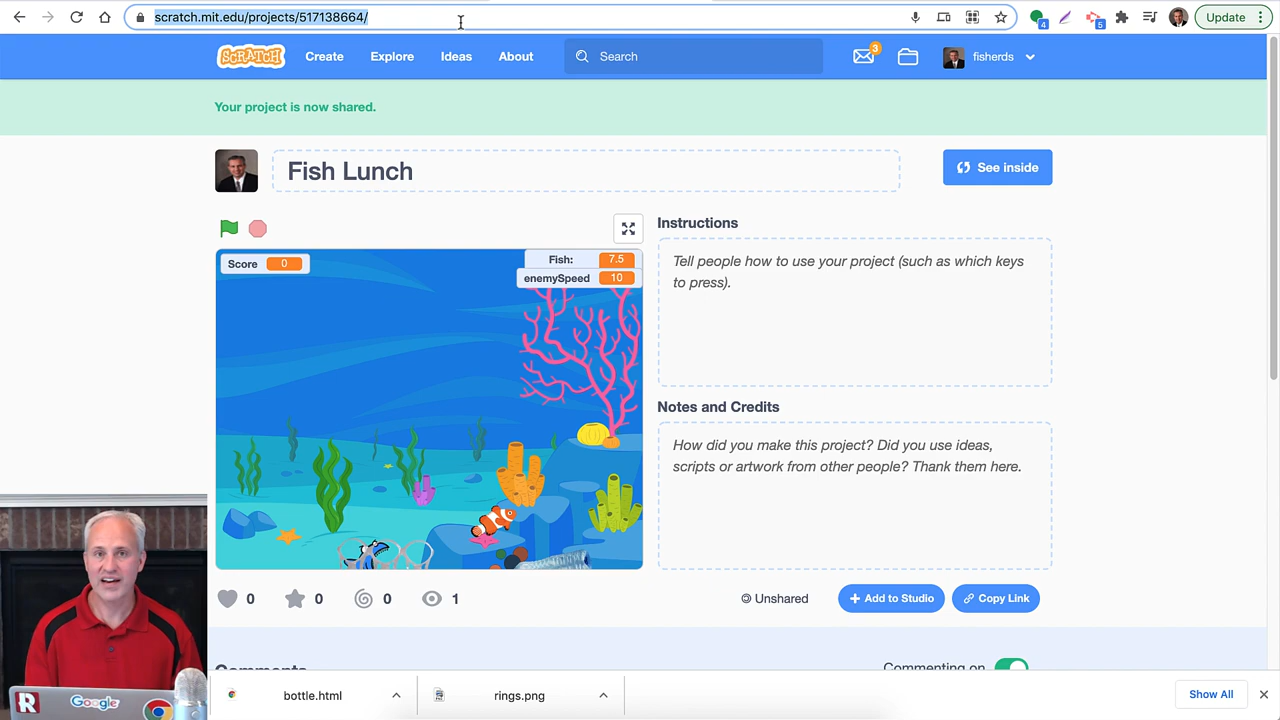 scratch.mit.edu/projects/517138664/
4
5
Update
SCRATCH
Create
Explore
Ideas
About
Search
3
fisherds
Your project is now shared.
Fish Lunch
See inside
Score 0
Fish: 7.5
enemySpeed 10
Instructions
Tell people how to use your project (such as which keys
to press).
Notes and Credits
How did you make this project? Did you use ideas,
scripts or artwork from other people? Thank them here.
0
0
0
1
Unshared
+ Add to Studio
Copy Link
Comments
Commenting on
R
Google
bottle.html
rings.png
Show All